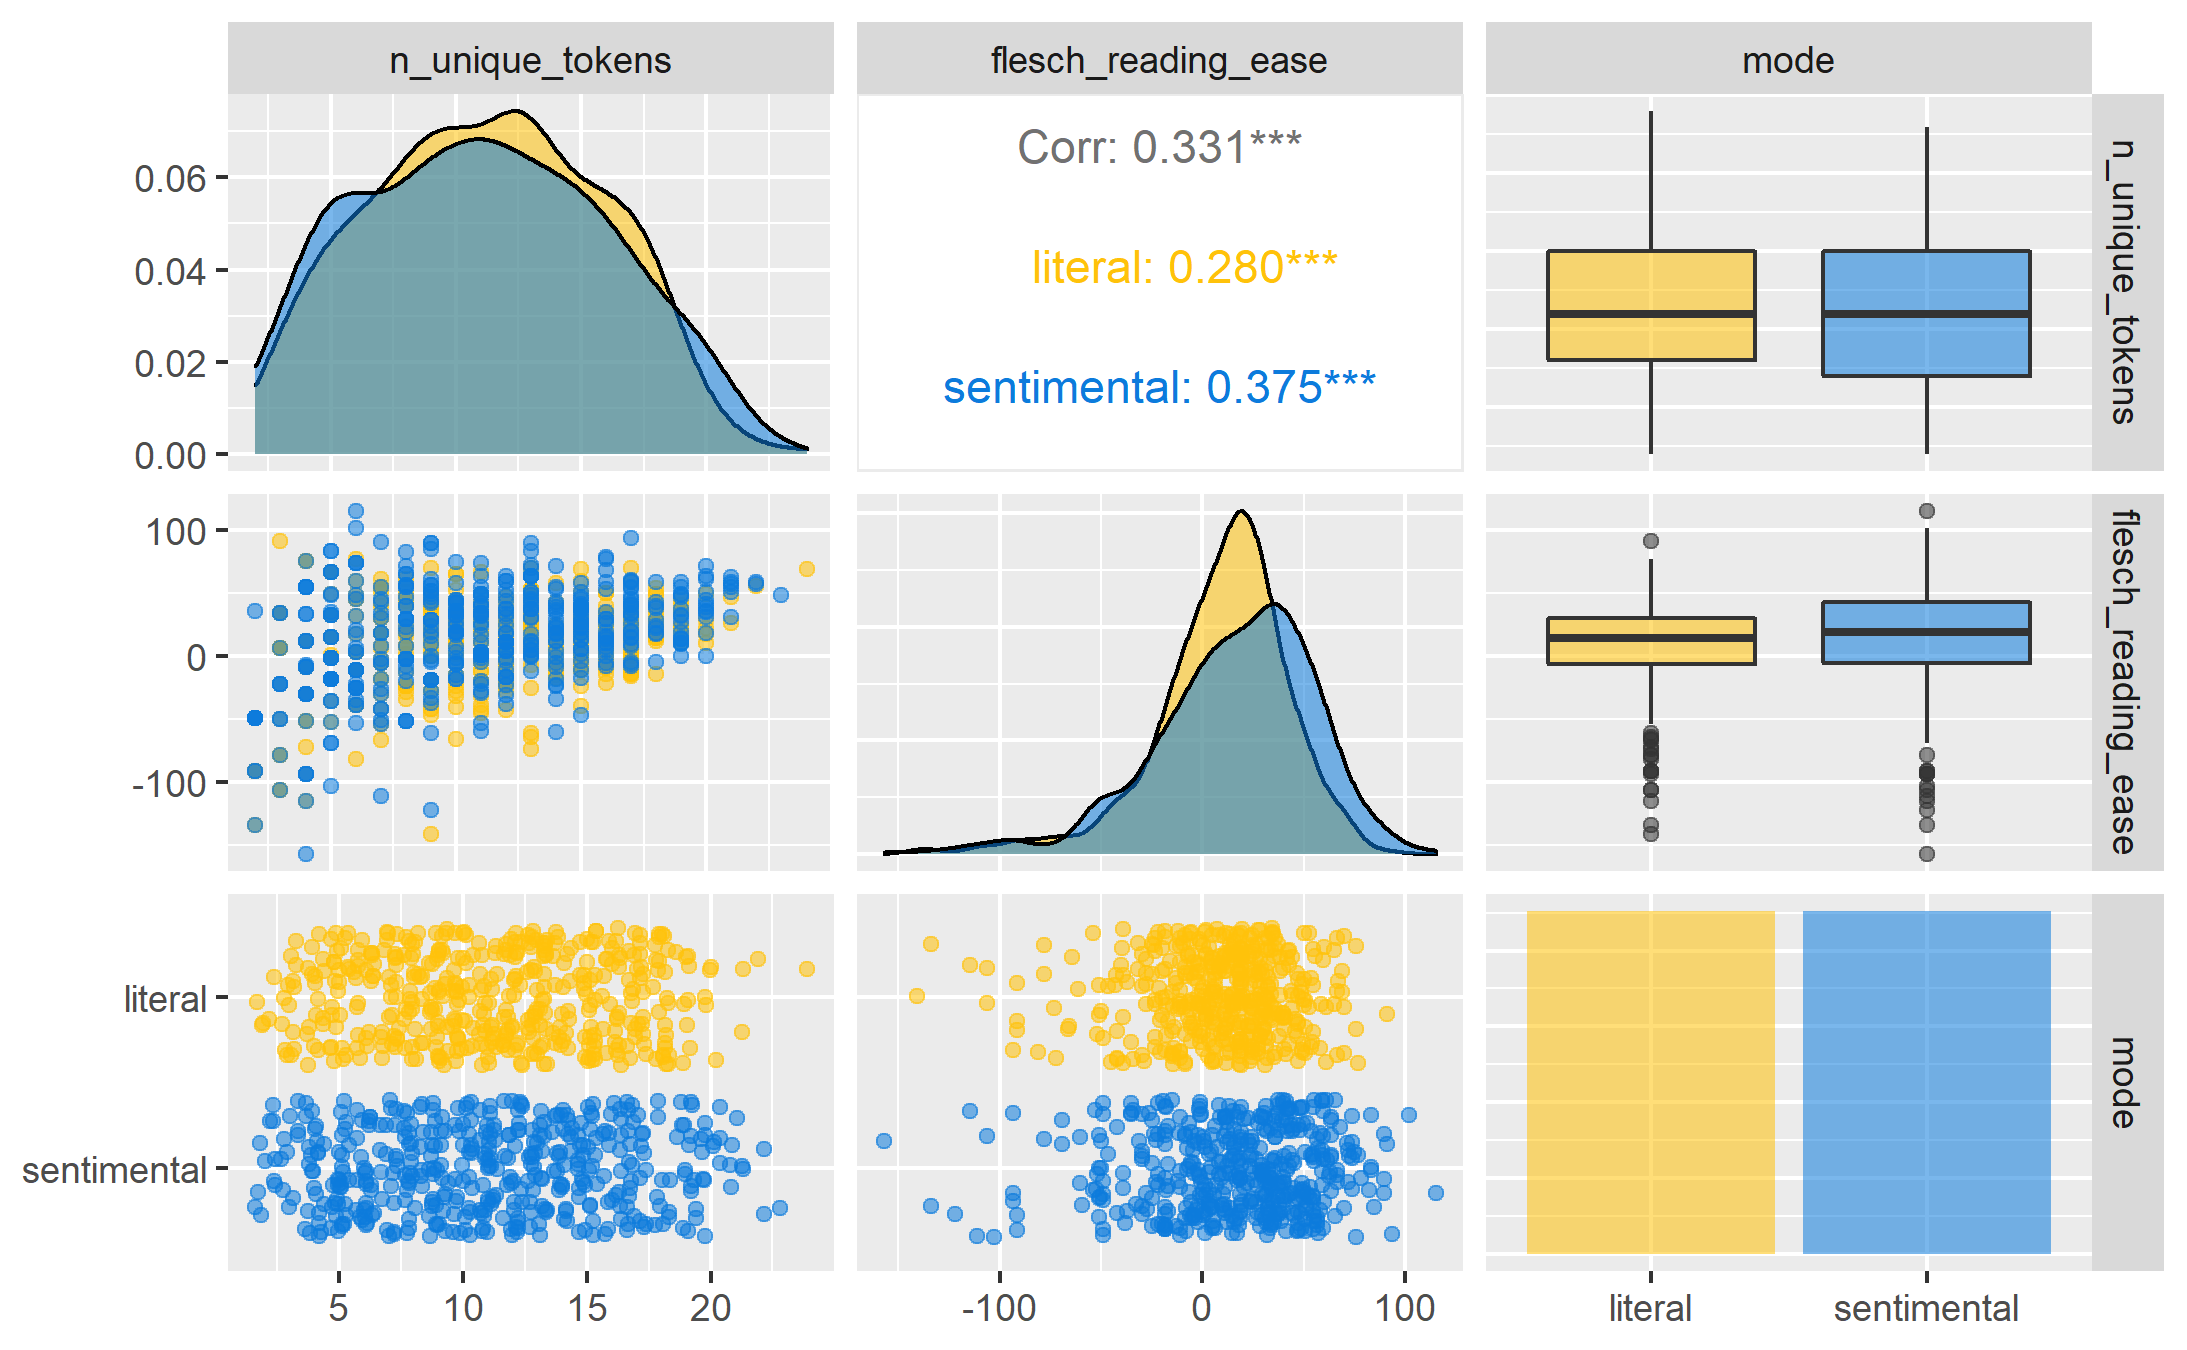 n_unique_tokens
flesch_reading_ease
mode
0.06
0.04
0.02
0.00
Corr: 0.331***
literal: 0.280***
sentimental: 0.375***
n_unique_tokens
100
0
-100
flesch_reading_ease
literal
sentimental
mode
5 10 15 20
-100 0 100
literal sentimental